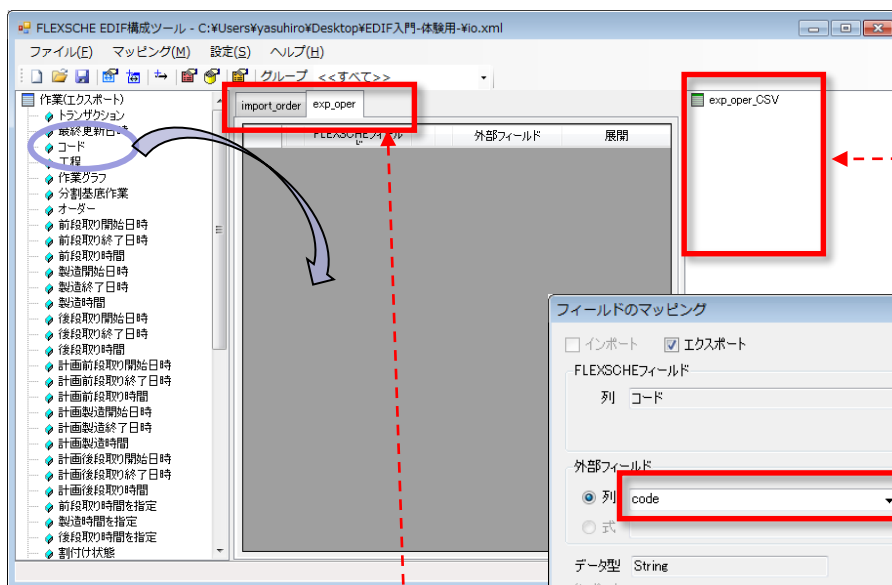 FLEXSCHE EDIF構成ツール - C:¥Users¥yasuhiro¥Desktop¥EDIF入門-体験用-¥io.xml
ファイル(F) マッピング(M) 設定(S) ヘルプ(H)
グループ <<すべて>>
作業(エクスポート)
トランザクション
最終更新日時
コード
工程
作業グラフ
分割基底作業
オーダー
前段取り開始日時
前段取り終了日時
前段取り時間
製造開始日時
製造終了日時
製造時間
後段取り開始日時
後段取り終了日時
後段取り時間
計画前段取り開始日時
計画前段取り終了日時
計画前段取り時間
計画製造開始日時
計画製造終了日時
計画製造時間
計画後段取り開始日時
計画後段取り終了日時
計画後段取り時間
前段取り時間を指定
製造時間を指定
後段取り時間を指定
割付け状態
import_order exp_oper
FLEXSCHEフィールド 外部フィールド 展開
exp_oper_CSV
フィールドのマッピング
インポート エクスポート
FLEXSCHEフィールド
列 コード
外部フィールド
列 code
式
データ型 String